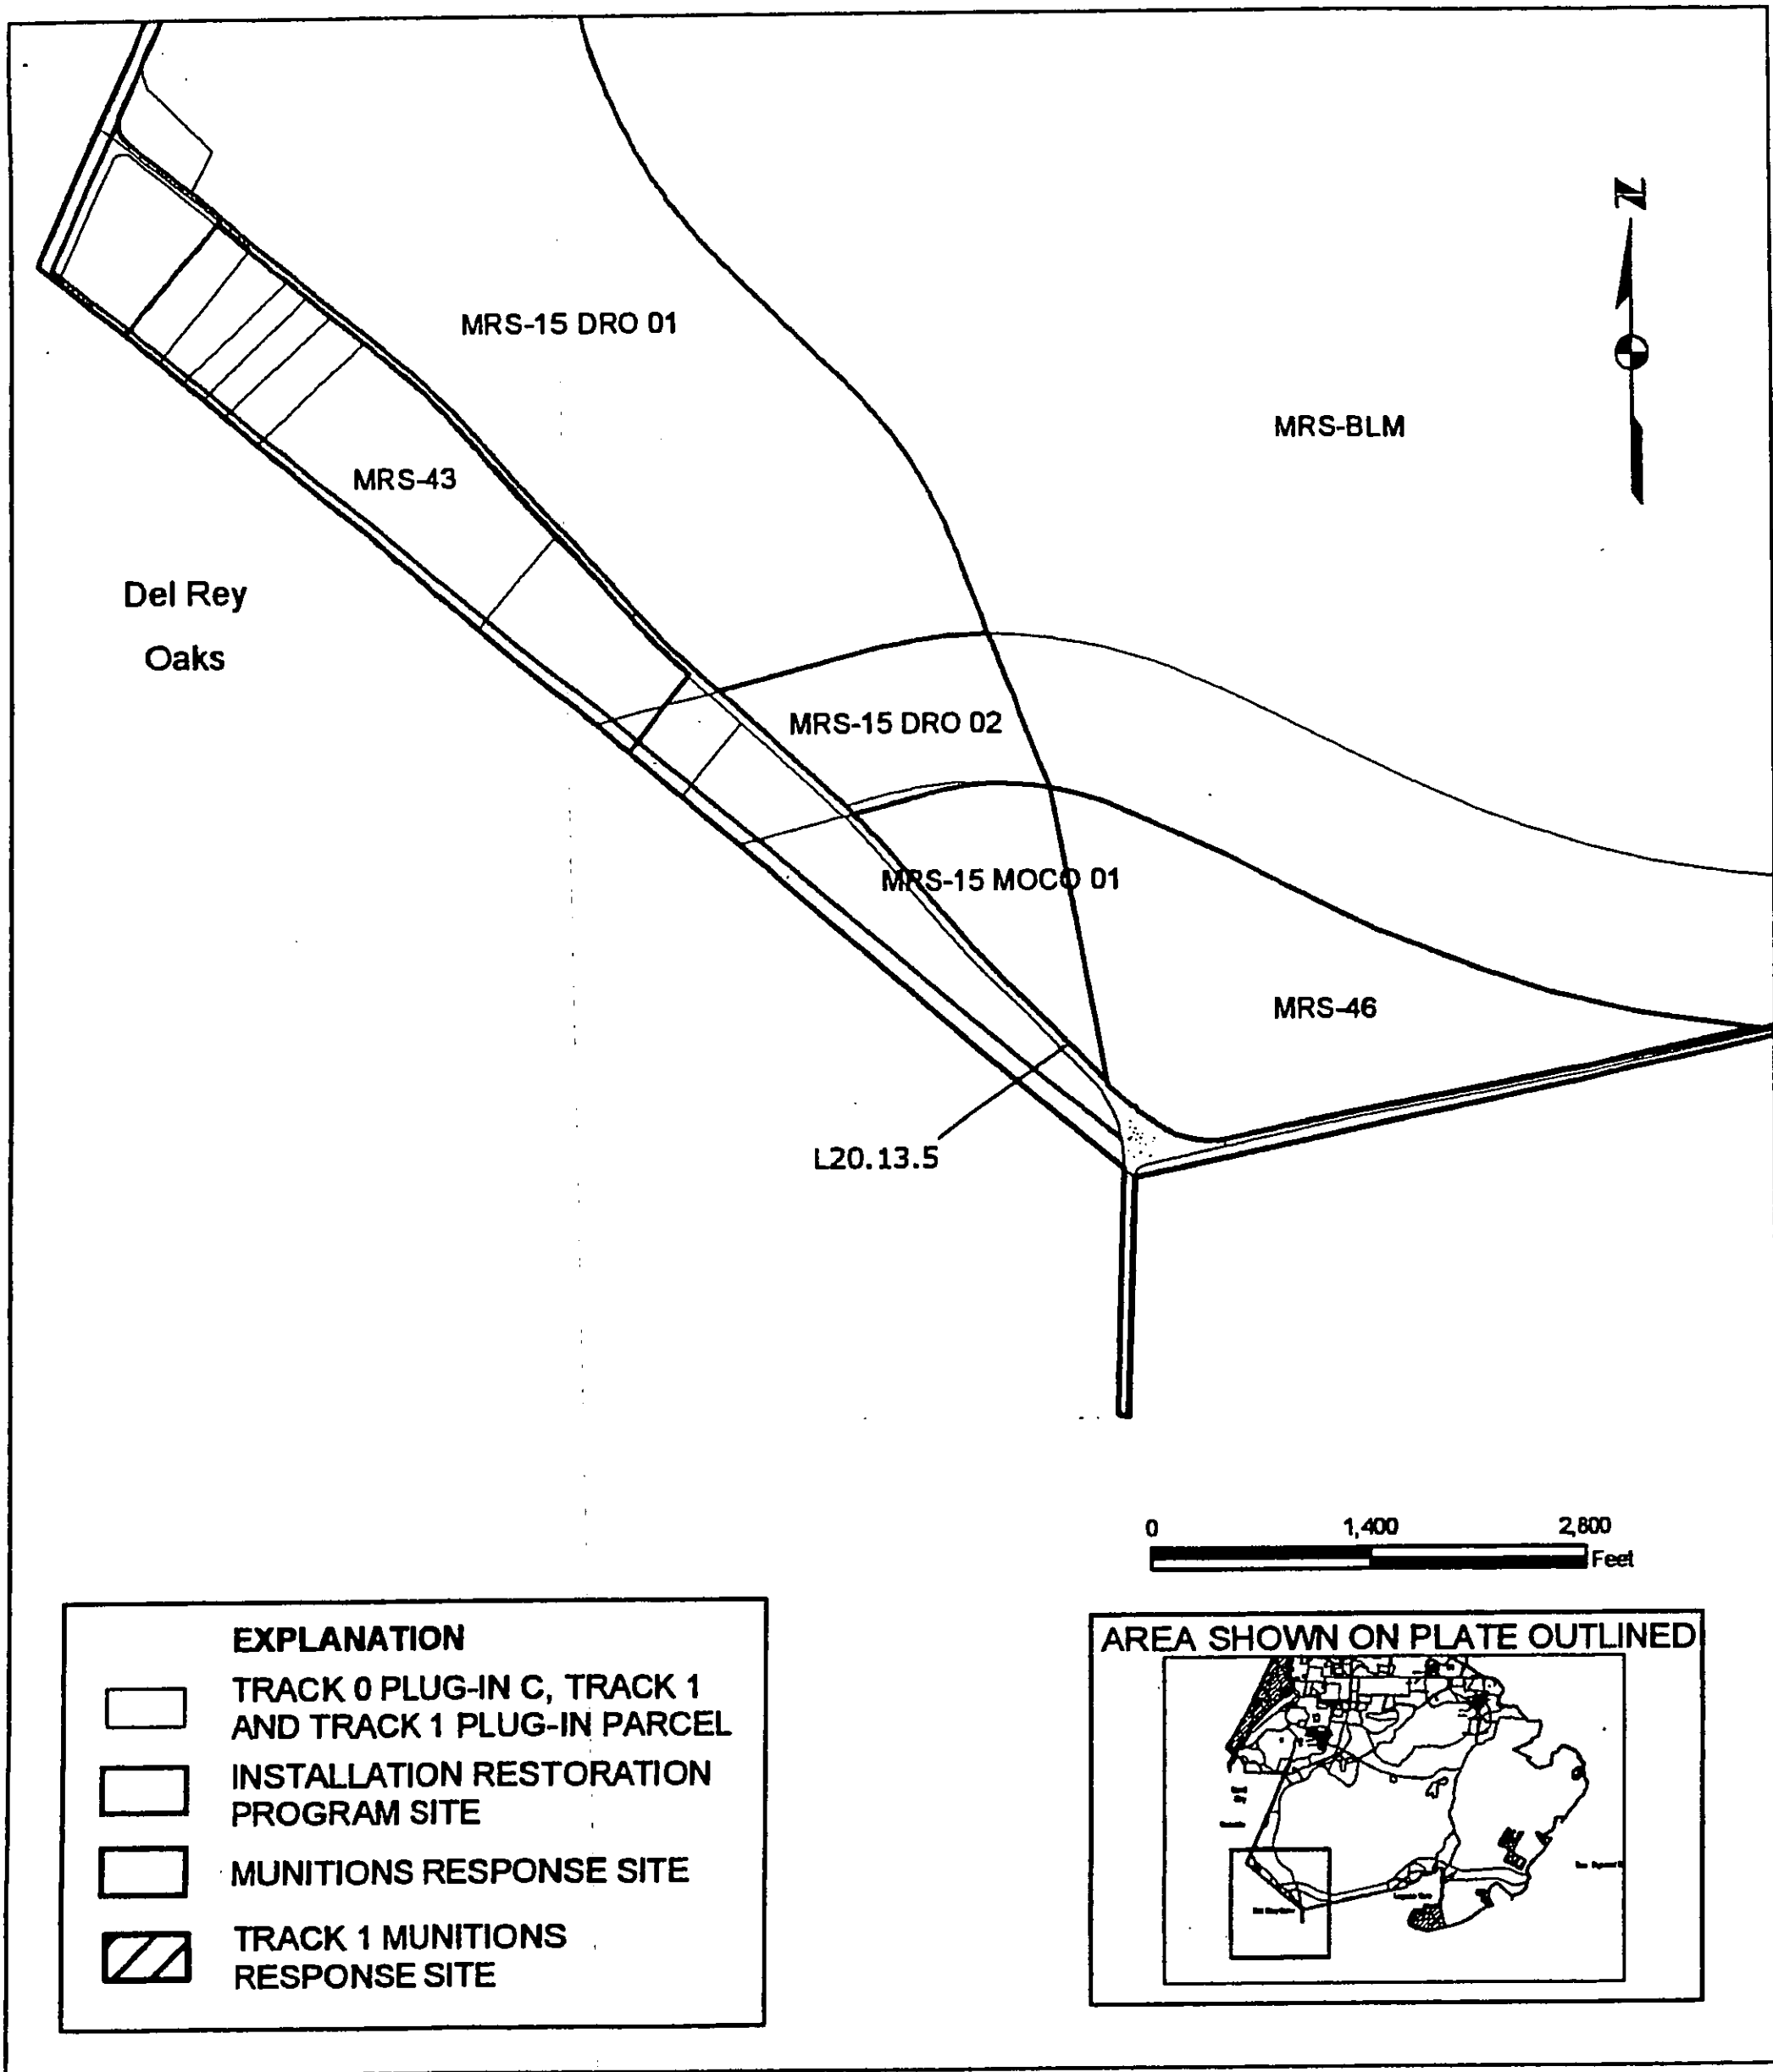 N
MRS-15 DRO 01
MRS-BLM
MRS-43
Del Rey
Oaks
MRS-15 DRO 02
MRS-15 MOCO 01
MRS-46
L20.13.5
0 1,400 2,800
Feet
EXPLANATION
TRACK 0 PLUG-IN C, TRACK 1
AND TRACK 1 PLUG-IN PARCEL
INSTALLATION RESTORATION
PROGRAM SITE
MUNITIONS RESPONSE SITE
TRACK 1 MUNITIONS
RESPONSE SITE
AREA SHOWN ON PLATE OUTLINED